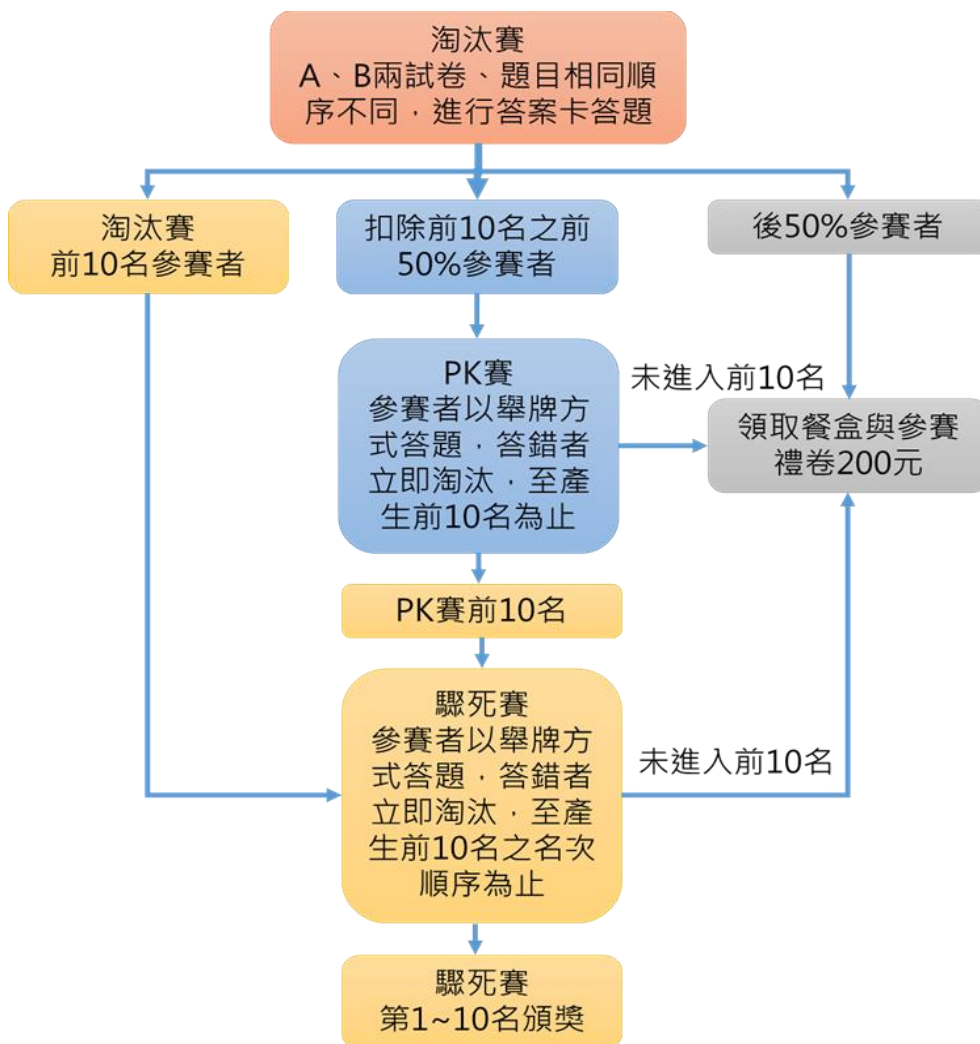 淘汰賽
A、B兩試卷、題目相同順
序不同，進行答案卡答題
淘汰賽
前10名參賽者
扣除前10名之前
50%參賽者
後50%參賽者
PK賽
參賽者以舉牌方
式答題，答錯者
立即淘汰，至產
生前10名為止
未進入前10名
領取餐盒與參賽
禮卷200元
PK賽前10名
驟死賽
參賽者以舉牌方
式答題，答錯者
立即淘汰，至產
生前10名之名次
順序為止
未進入前10名
驟死賽
第1~10名頒獎